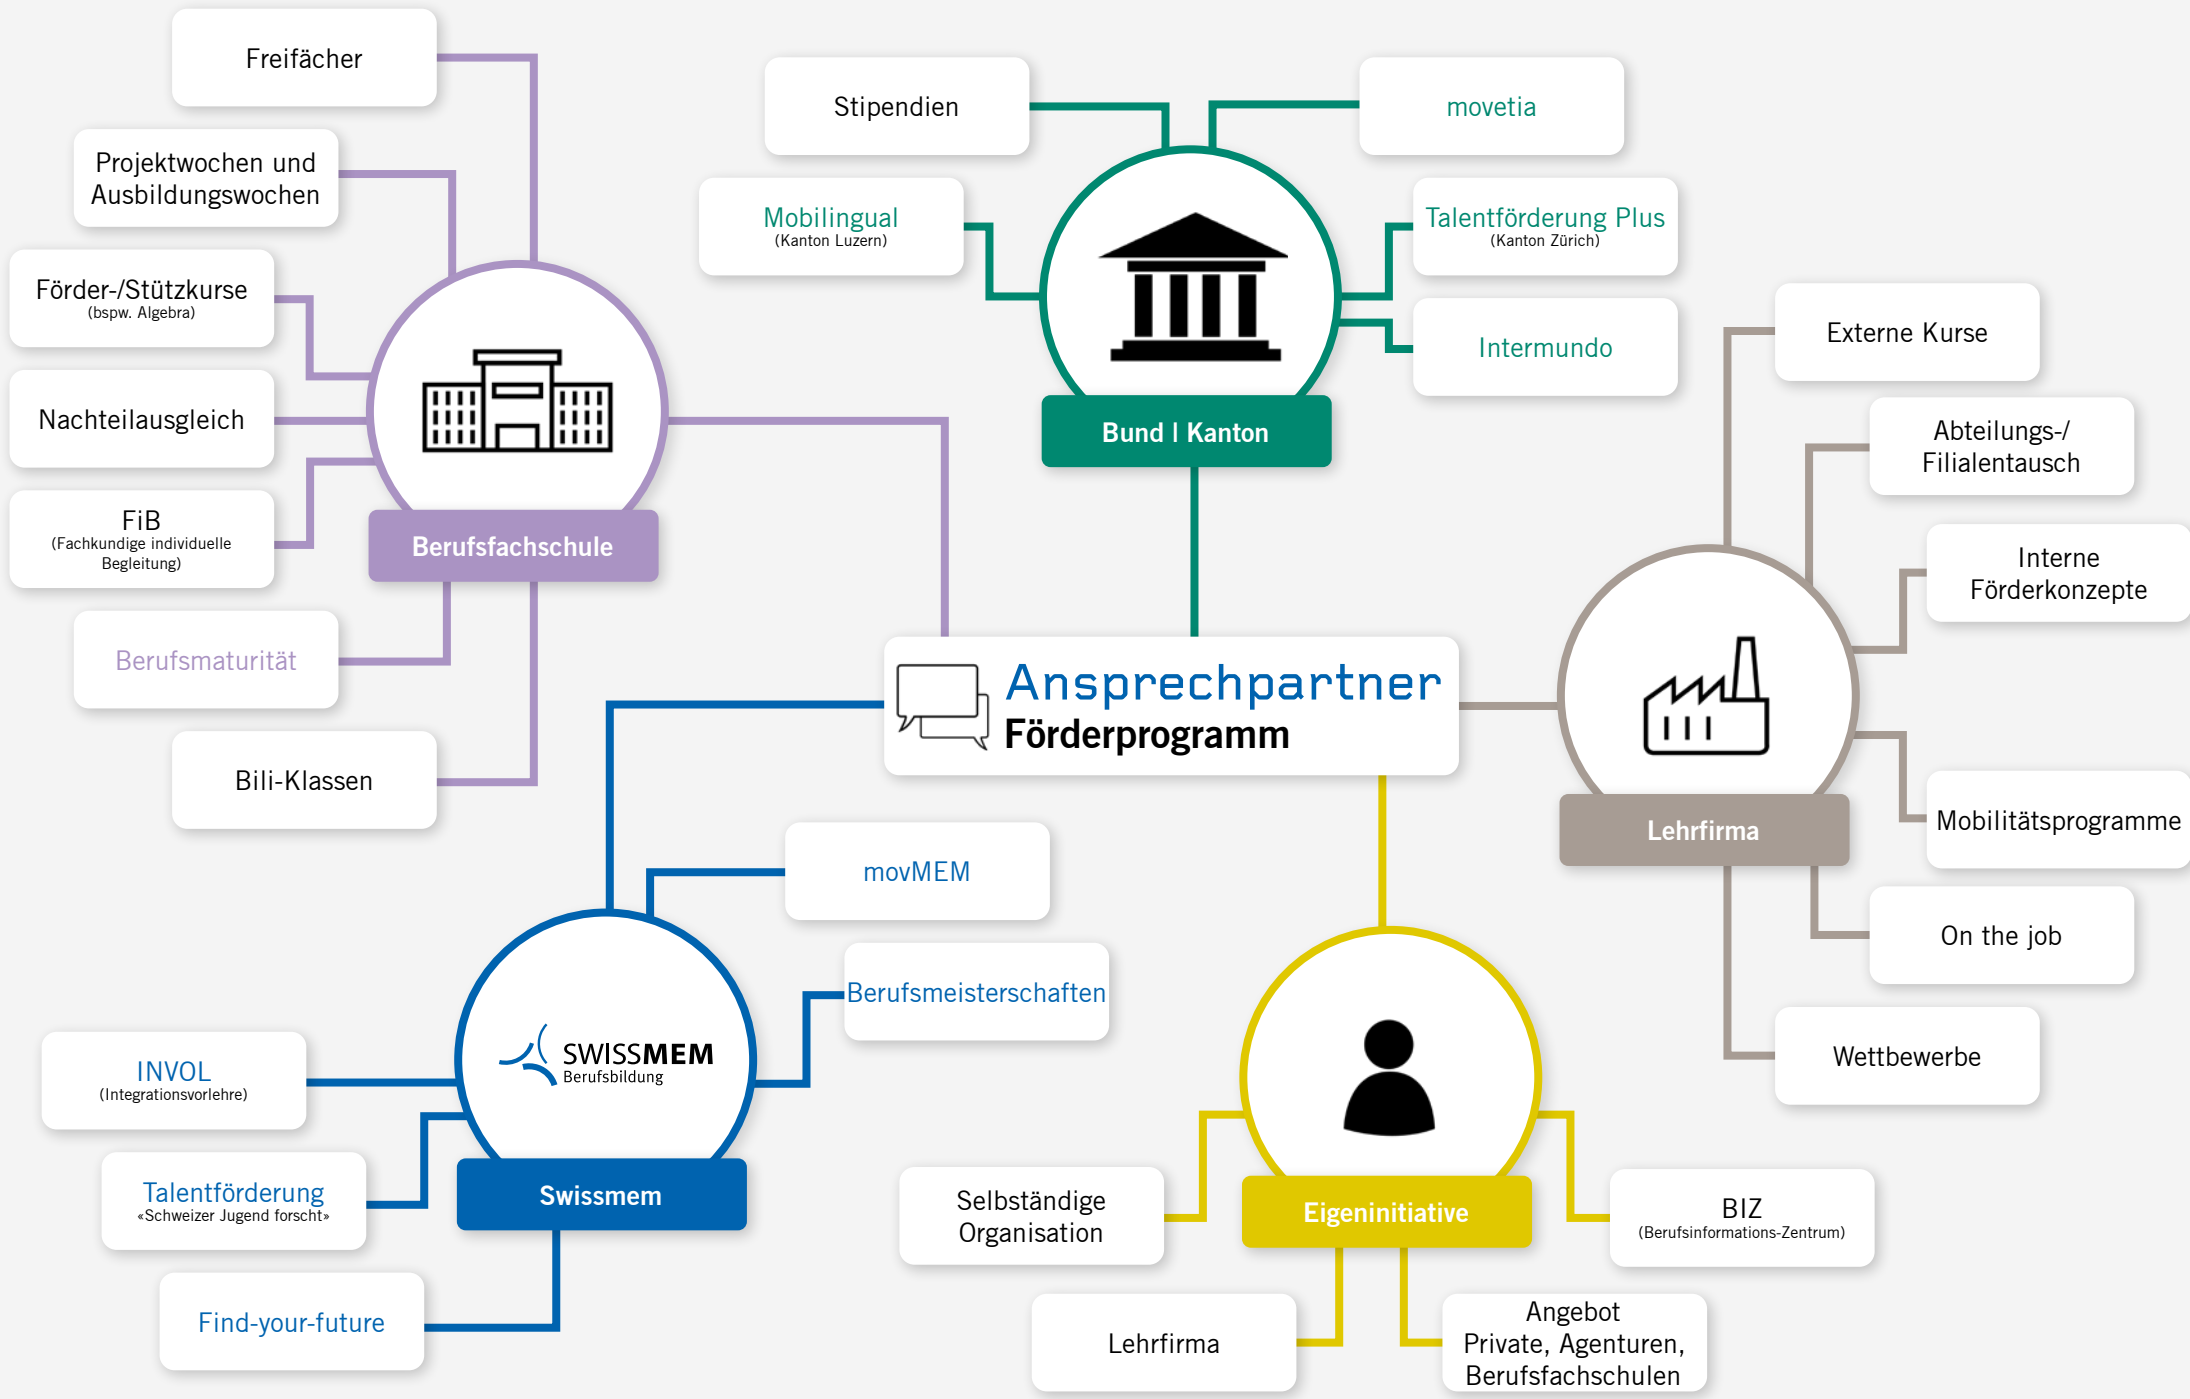 Freifächer
Projektwochen und
Ausbildungswochen
Förder-/Stützkurse
(bspw. Algebra)
Nachteilausgleich
FiB
(Fachkundige individuelle
Begleitung)
Berufsmaturität
Bili-Klassen
Berufsfachschule
Stipendien
movetia
Mobilingual
(Kanton Luzern)
Talentförderung Plus
(Kanton Zürich)
Intermundo
Bund | Kanton
Ansprechpartner
Förderprogramm
Externe Kurse
Abteilungs-/
Filialentausch
Interne
Förderkonzepte
Mobilitätsprogramme
On the job
Wettbewerbe
Lehrfirma
movMEM
Berufsmeisterschaften
INVOL
(Integrationsvorlehre)
Talentförderung
«Schweizer Jugend forscht»
Find-your-future
SWISSMEM
Berufsbildung
Swissmem
Eigeninitiative
Selbständige
Organisation
Lehrfirma
Angebot
Private, Agenturen,
Berufsfachschulen
BIZ
(Berufsinformations-Zentrum)